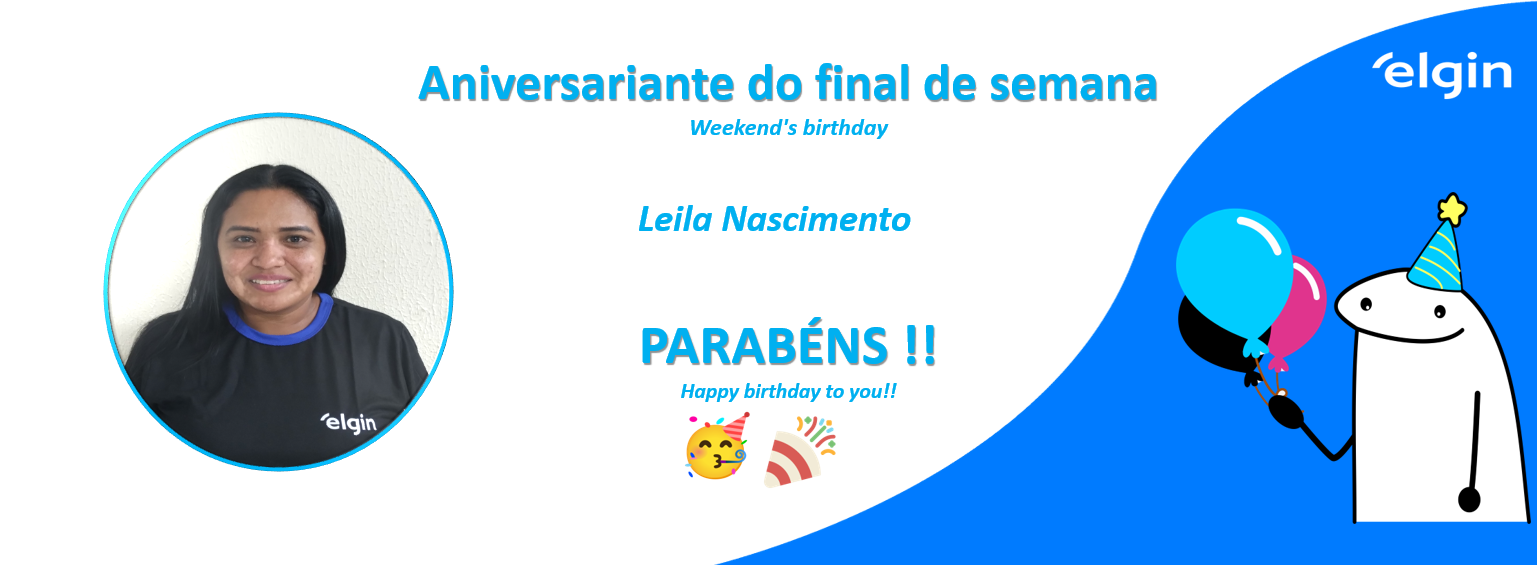 Aniversariante do final de semana
Weekend's birthday
elgin
Leila Nascimento
PARABÉNS !!
Happy birthday to you!!
elgin